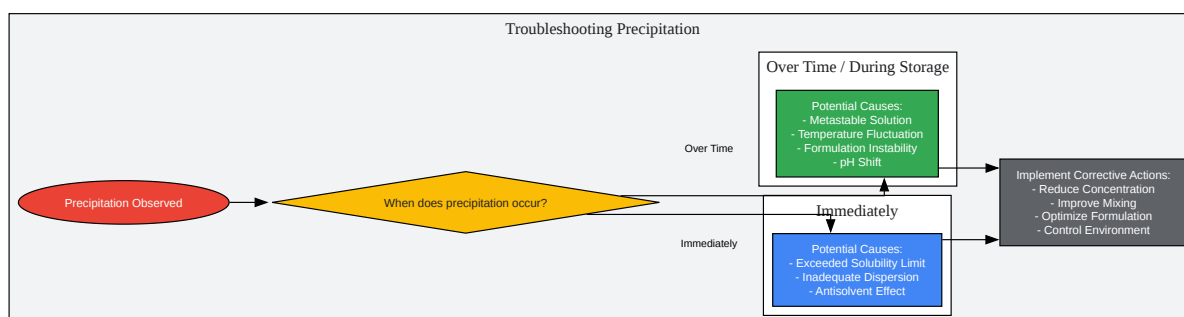 Troubleshooting Precipitation
Precipitation Observed
When does precipitation occur?
Over Time
Immediately
Over Time / During Storage
Potential Causes:
- Metastable Solution
- Temperature Fluctuation
- Formulation Instability
- pH Shift
Immediately
Potential Causes:
- Exceeded Solubility Limit
- Inadequate Dispersion
- Antisolvent Effect
Implement Corrective Actions:
- Reduce Concentration
- Improve Mixing
- Optimize Formulation
- Control Environment